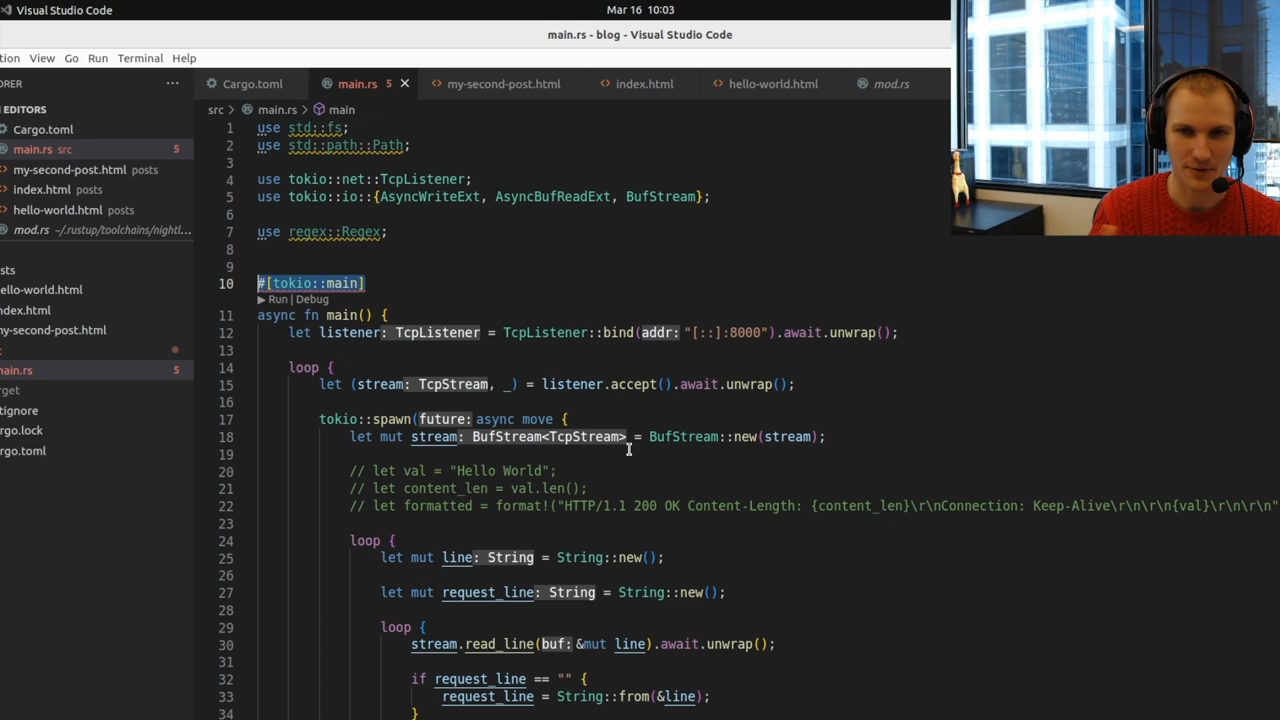 Visual Studio Code
Mar 16 10:03
main.rs - blog - Visual Studio Code
tion View Go Run Terminal Help
ORER
EDITORS
Cargo.toml
main.rs src 5
my-second-post.html posts
index.html posts
hello-world.html posts
mod.rs ~/.rustup/toolchains/nightl...
sts
ello-world.html
ndex.html
my-second-post.html
c
main.rs 5
rget
itignore
rgo.lock
rgo.toml
Cargo.toml main.rs 5 my-second-post.html index.html hello-world.html mod.rs
src > main.rs > main
1 use std::fs;
2 use std::path::Path;
3
4 use tokio::net::TcpListener;
5 use tokio::io::{AsyncWriteExt, AsyncBufReadExt, BufStream};
6
7 use regex::Regex;
8
9
10 #[tokio::main]
▶ Run | Debug
11 async fn main() {
12 let listener: TcpListener = TcpListener::bind(addr: "[::]:8000").await.unwrap();
13
14 loop {
15 let (stream: TcpStream, _) = listener.accept().await.unwrap();
16
17 tokio::spawn(future: async move {
18 let mut stream: BufStream<TcpStream> = BufStream::new(stream);
19
20 // let val = "Hello World";
21 // let content_len = val.len();
22 // let formatted = format!("HTTP/1.1 200 OK Content-Length: {content_len}\r\nConnection: Keep-Alive\r\n\r\n{val}\r\n\r\n"
23
24 loop {
25 let mut line: String = String::new();
26
27 let mut request_line: String = String::new();
28
29 loop {
30 stream.read_line(buf: &mut line).await.unwrap();
31
32 if request_line == "" {
33 request_line = String::from(&line);
34 }